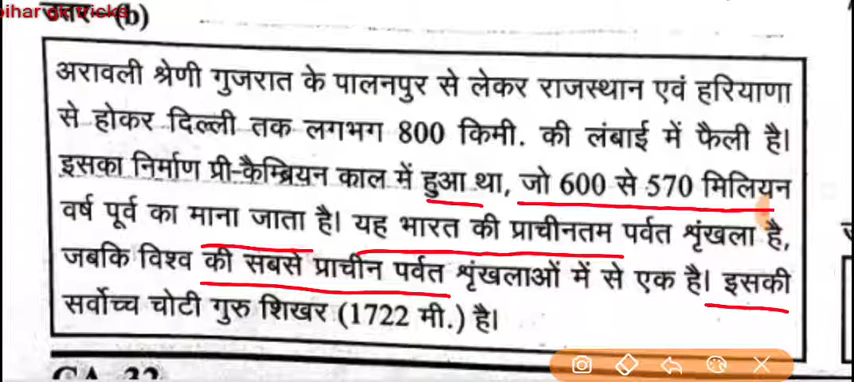 उत्तर—(b)
अरावली श्रेणी गुजरात के पालनपुर से लेकर राजस्थान एवं हरियाणा
से होकर दिल्ली तक लगभग 800 किमी. की लंबाई में फैली है।
इसका निर्माण प्री-कैम्ब्रियन काल में हुआ था, जो 600 से 570 मिलियन
वर्ष पूर्व का माना जाता है। यह भारत की प्राचीनतम पर्वत शृंखला है,
जबकि विश्व की सबसे प्राचीन पर्वत शृंखलाओं में से एक है। इसकी
सर्वोच्च चोटी गुरु शिखर (1722 मी.) है।